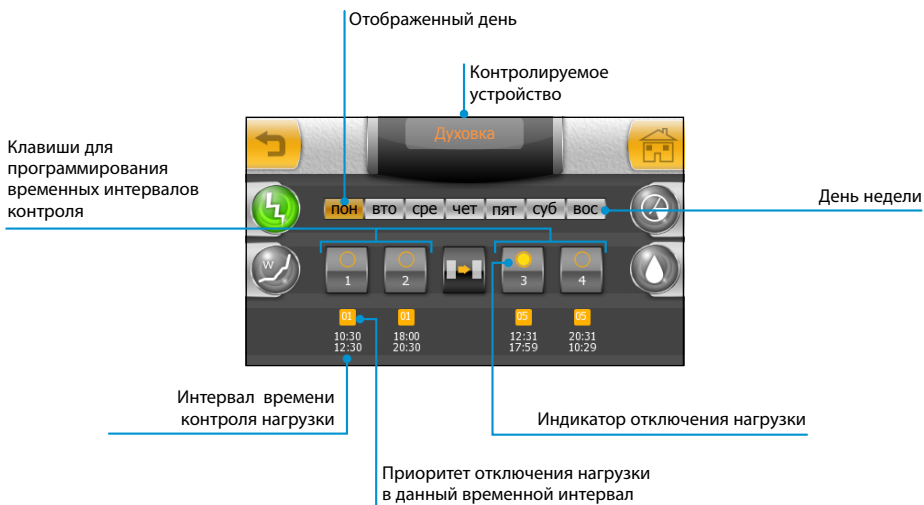 Отображенный день
Контролируемое
устройство
Духовка
Клавиши для
программирования
временных интервалов
контроля
День недели
пон вто сре чет пят суб вос
W
1 2 3 4
01 01 05 05
10:30 18:00 12:31 20:31
12:30 20:30 17:59 10:29
Интервал времени
контроля нагрузки
Индикатор отключения нагрузки
Приоритет отключения нагрузки
в данный временной интервал